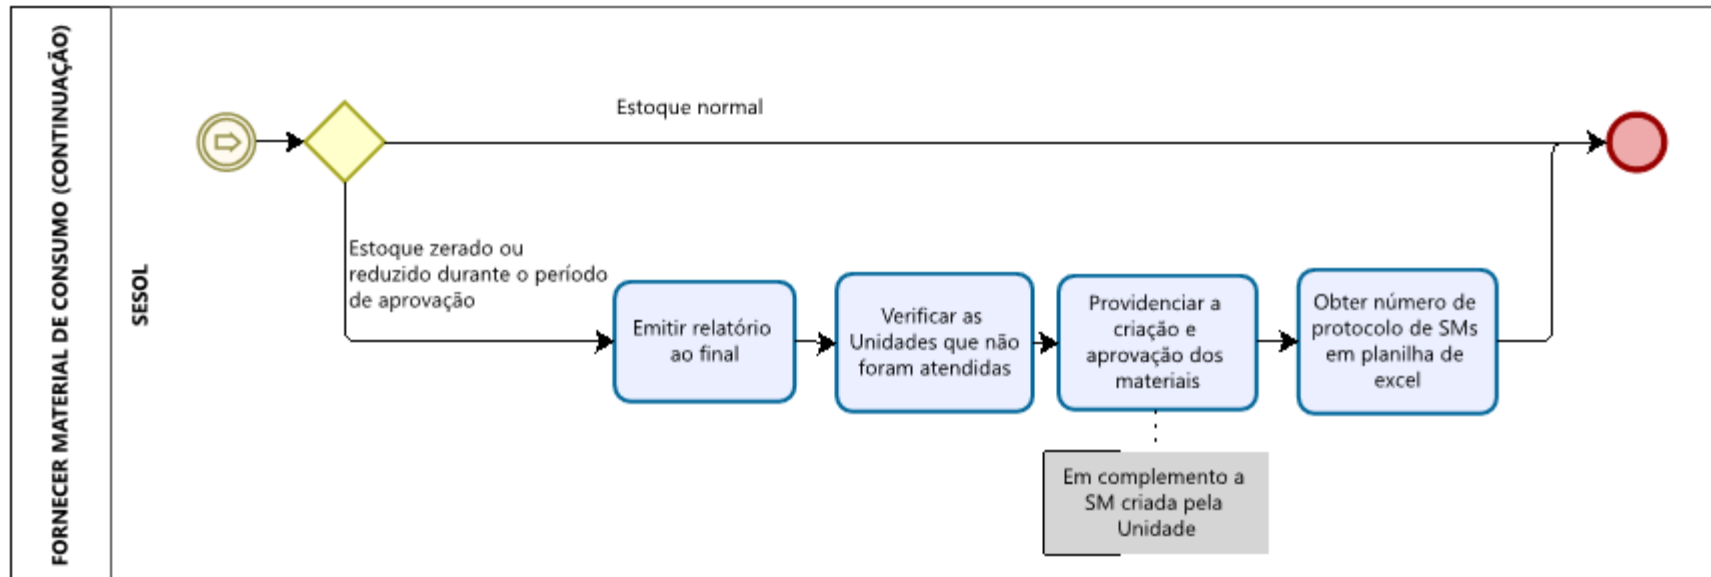 FORNECER MATERIAL DE CONSUMO (CONTINUAÇÃO)
SESOL
Estoque normal
Estoque zerado ou
reduzido durante o período
de aprovação
Emitir relatório
ao final
Verificar as
Unidades que não
foram atendidas
Providenciar a
criação e
aprovação dos
materiais
Obter número de
protocolo de SMs
em planilha de
excel
Em complemento a
SM criada pela
Unidade